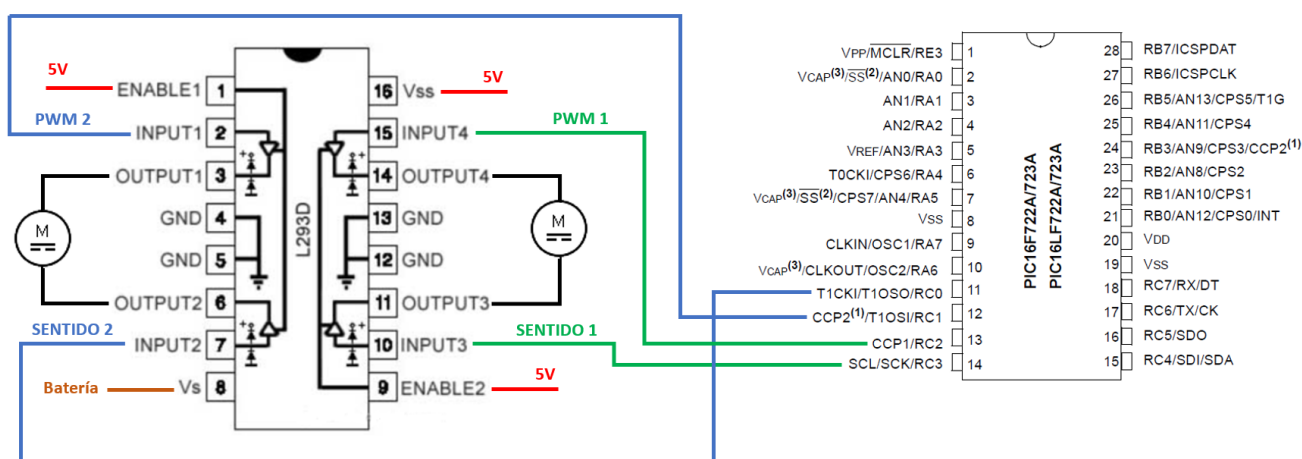 5V
ENABLE1 1
PWM 2
INPUT1 2
OUTPUT1 3
GND 4
GND 5
OUTPUT2 6
SENTIDO 2
INPUT2 7
Batería
Vs 8
M
L293D
16 Vss
5V
15 INPUT4
PWM 1
14 OUTPUT4
13 GND
12 GND
11 OUTPUT3
SENTIDO 1
10 INPUT3
5V
9 ENABLE2
M
VPP/MCLR/RE3 1
VCAP(3)/SS(2)/AN0/RA0 2
AN1/RA1 3
AN2/RA2 4
VREF/AN3/RA3 5
T0CKI/CPS6/RA4 6
VCAP(3)/SS(2)/CPS7/AN4/RA5 7
VSS 8
CLKIN/OSC1/RA7 9
VCAP(3)/CLKOUT/OSC2/RA6 10
T1CKI/T1OSO/RC0 11
CCP2(1)/T1OSI/RC1 12
CCP1/RC2 13
SCL/SCK/RC3 14
PIC16F722A/723A
PIC16LF722A/723A
28 RB7/ICSPDAT
27 RB6/ICSPCLK
26 RB5/AN13/CPS5/T1G
25 RB4/AN11/CPS4
24 RB3/AN9/CPS3/CCP2(1)
23 RB2/AN8/CPS2
22 RB1/AN10/CPS1
21 RB0/AN12/CPS0/INT
20 VDD
19 VSS
18 RC7/RX/DT
17 RC6/TX/CK
16 RC5/SDO
15 RC4/SDI/SDA